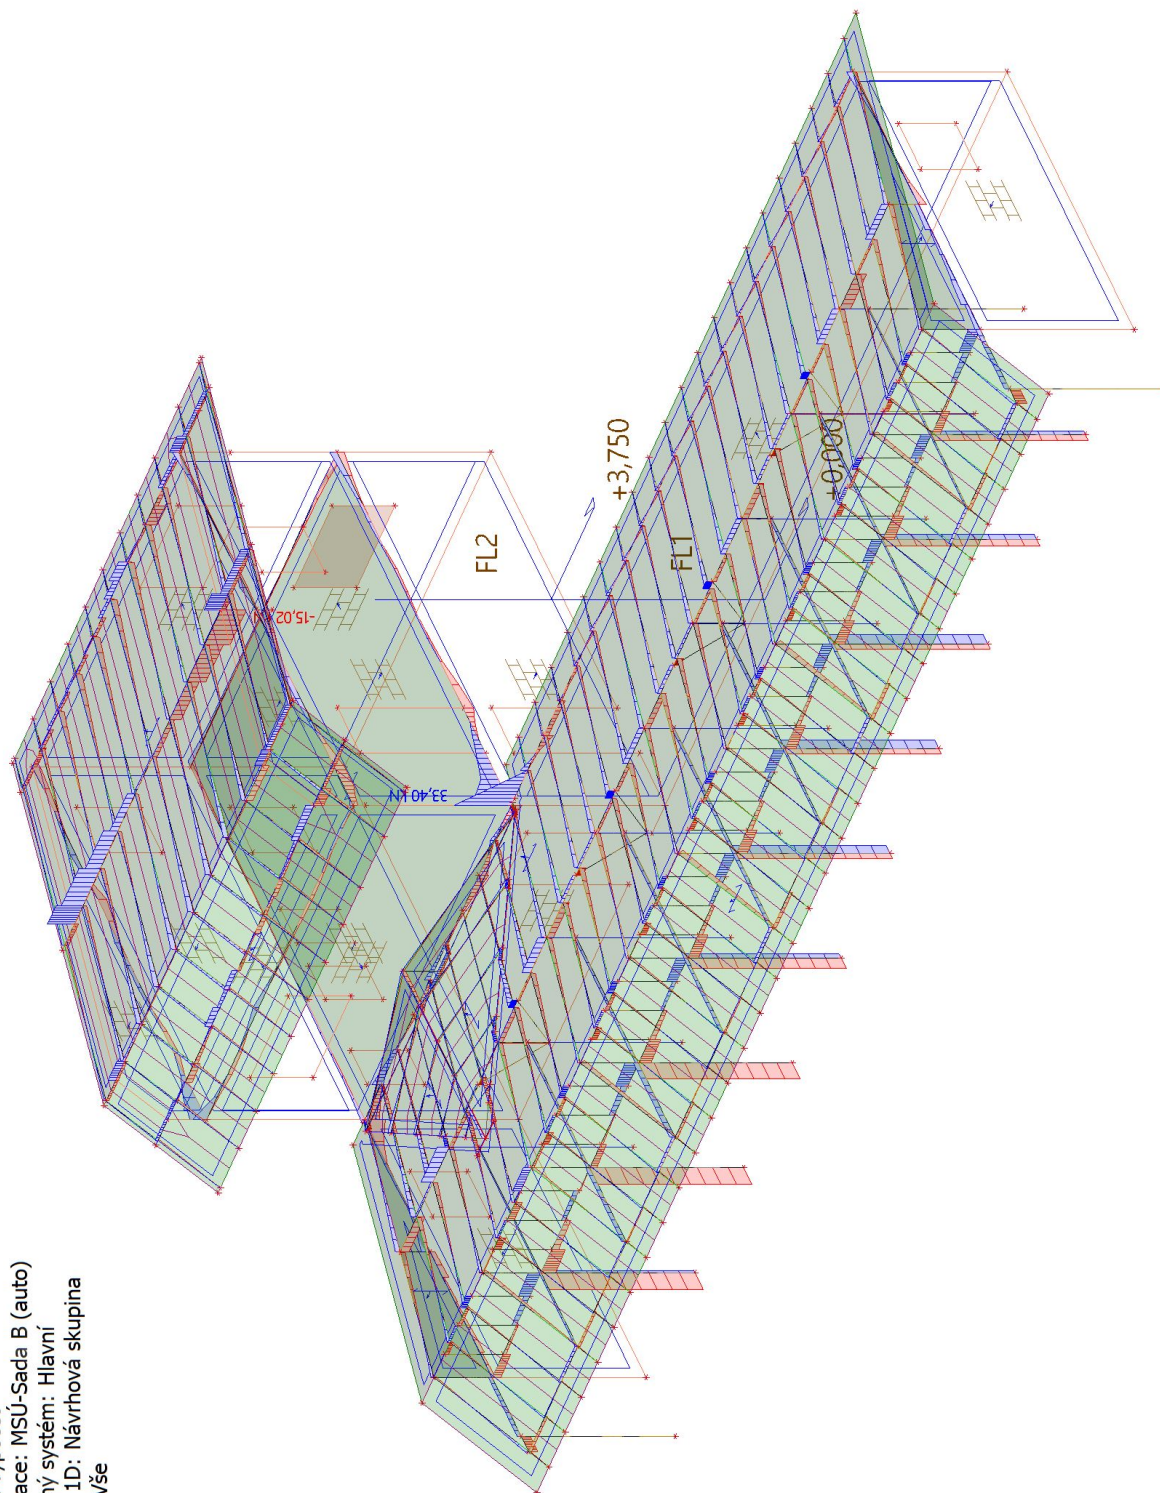 ace: MSÚ-Sada B (auto)
ný systém: Hlavní
1D: Návrhová skupina
Vše
-15,02
33,40 kN
FL2
+3,750
FL1
+0,000